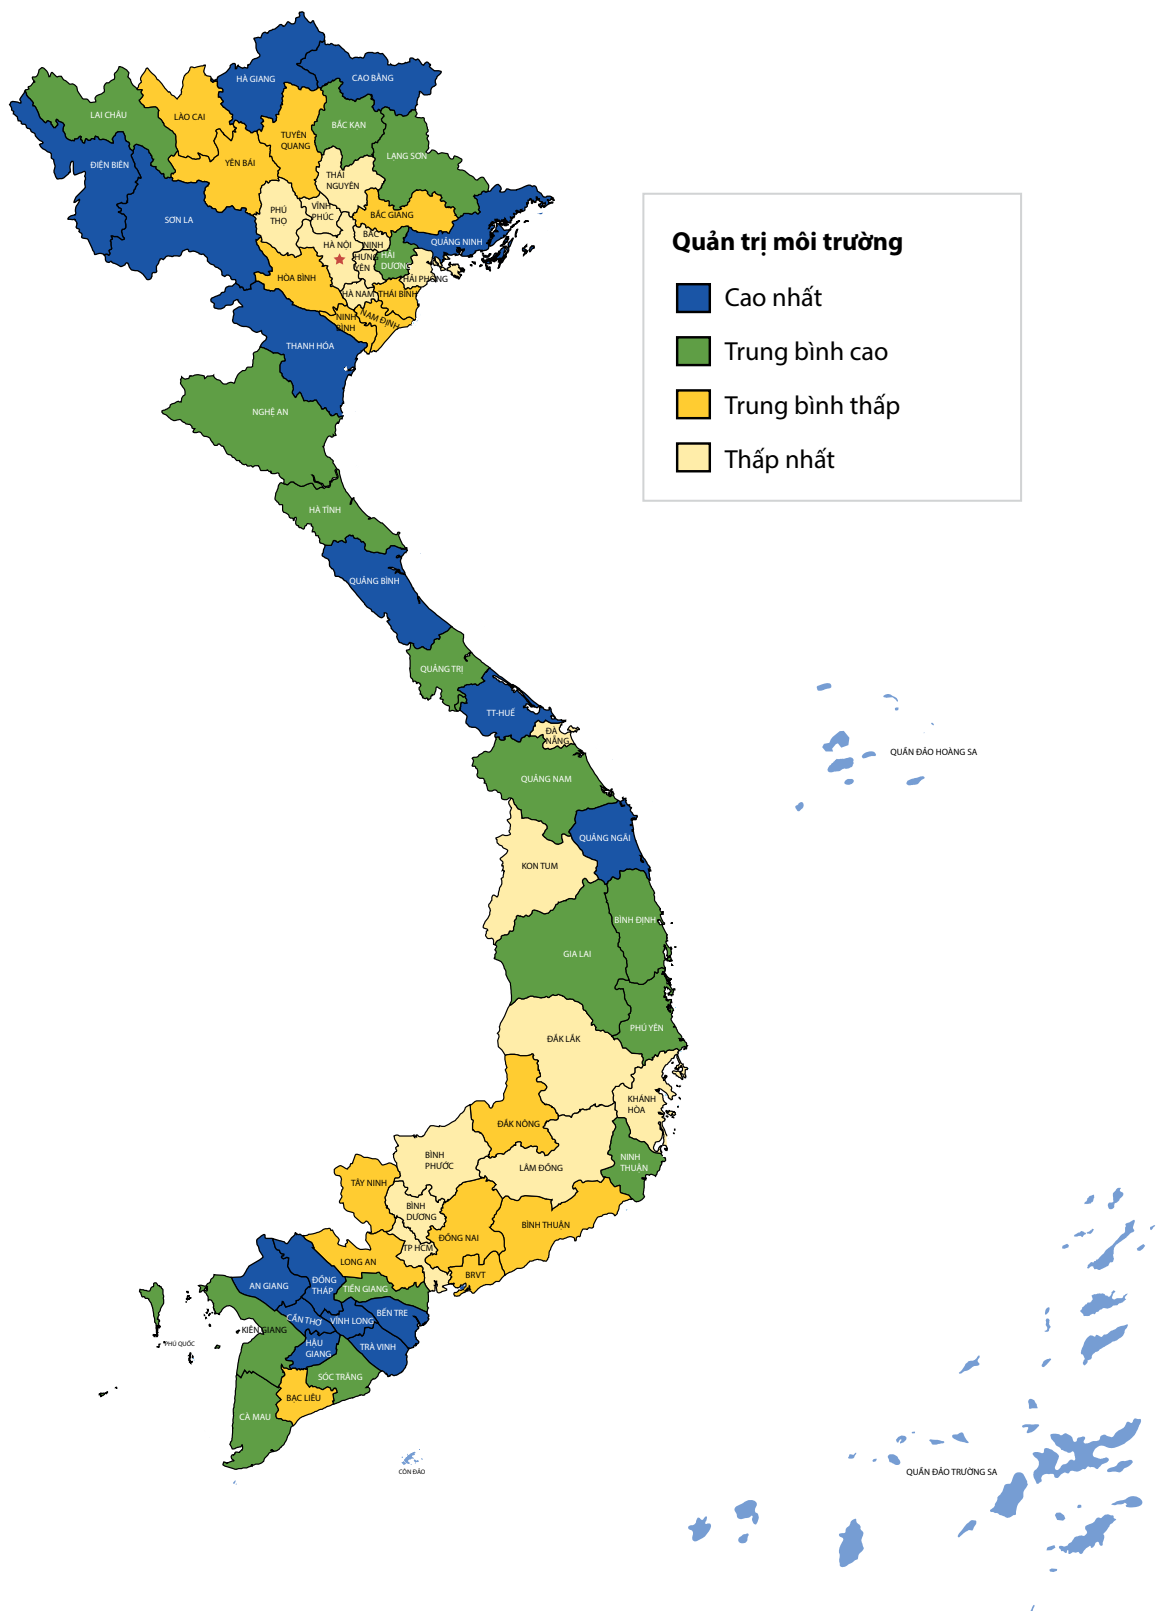 HÀ GIANG
CAO BẰNG
LAI CHÂU
LÀO CAI
BẮC KẠN
TUYÊN
QUANG
LẠNG SƠN
ĐIỆN BIÊN
YÊN BÁI
THÁI
NGUYÊN
SƠN LA
PHÚ
THỌ
VĨNH
PHÚC
BẮC GIANG
BẮC
NINH
QUẢNG NINH
HÀ NỘI
HƯNG
YÊN
HẢI
DƯƠNG
HẢI PHÒNG
HÒA BÌNH
HÀ NAM
THÁI BÌNH
NINH
BÌNH
NAM ĐỊNH
THANH HÓA
NGHỆ AN
HÀ TĨNH
QUẢNG BÌNH
QUẢNG TRỊ
TT-HUẾ
ĐÀ
NẴNG
QUẢNG NAM
QUẢNG NGÃI
KON TUM
BÌNH ĐỊNH
GIA LAI
PHÚ YÊN
ĐẮK LẮK
KHÁNH
HÒA
ĐẮK NÔNG
BÌNH
PHƯỚC
LÂM ĐỒNG
NINH
THUẬN
TÂY NINH
BÌNH
DƯƠNG
ĐỒNG NAI
BÌNH THUẬN
TP HCM
LONG AN
BRVT
AN GIANG
ĐỒNG
THÁP
TIỀN GIANG
BẾN TRE
CẦN THƠ
VĨNH LONG
KIÊN GIANG
HẬU
GIANG
TRÀ VINH
PHÚ QUỐC
SÓC TRĂNG
BẠC LIÊU
CÀ MAU
CÔN ĐẢO
Quản trị môi trường
Cao nhất
Trung bình cao
Trung bình thấp
Thấp nhất
QUẦN ĐẢO HOÀNG SA
QUẦN ĐẢO TRƯỜNG SA